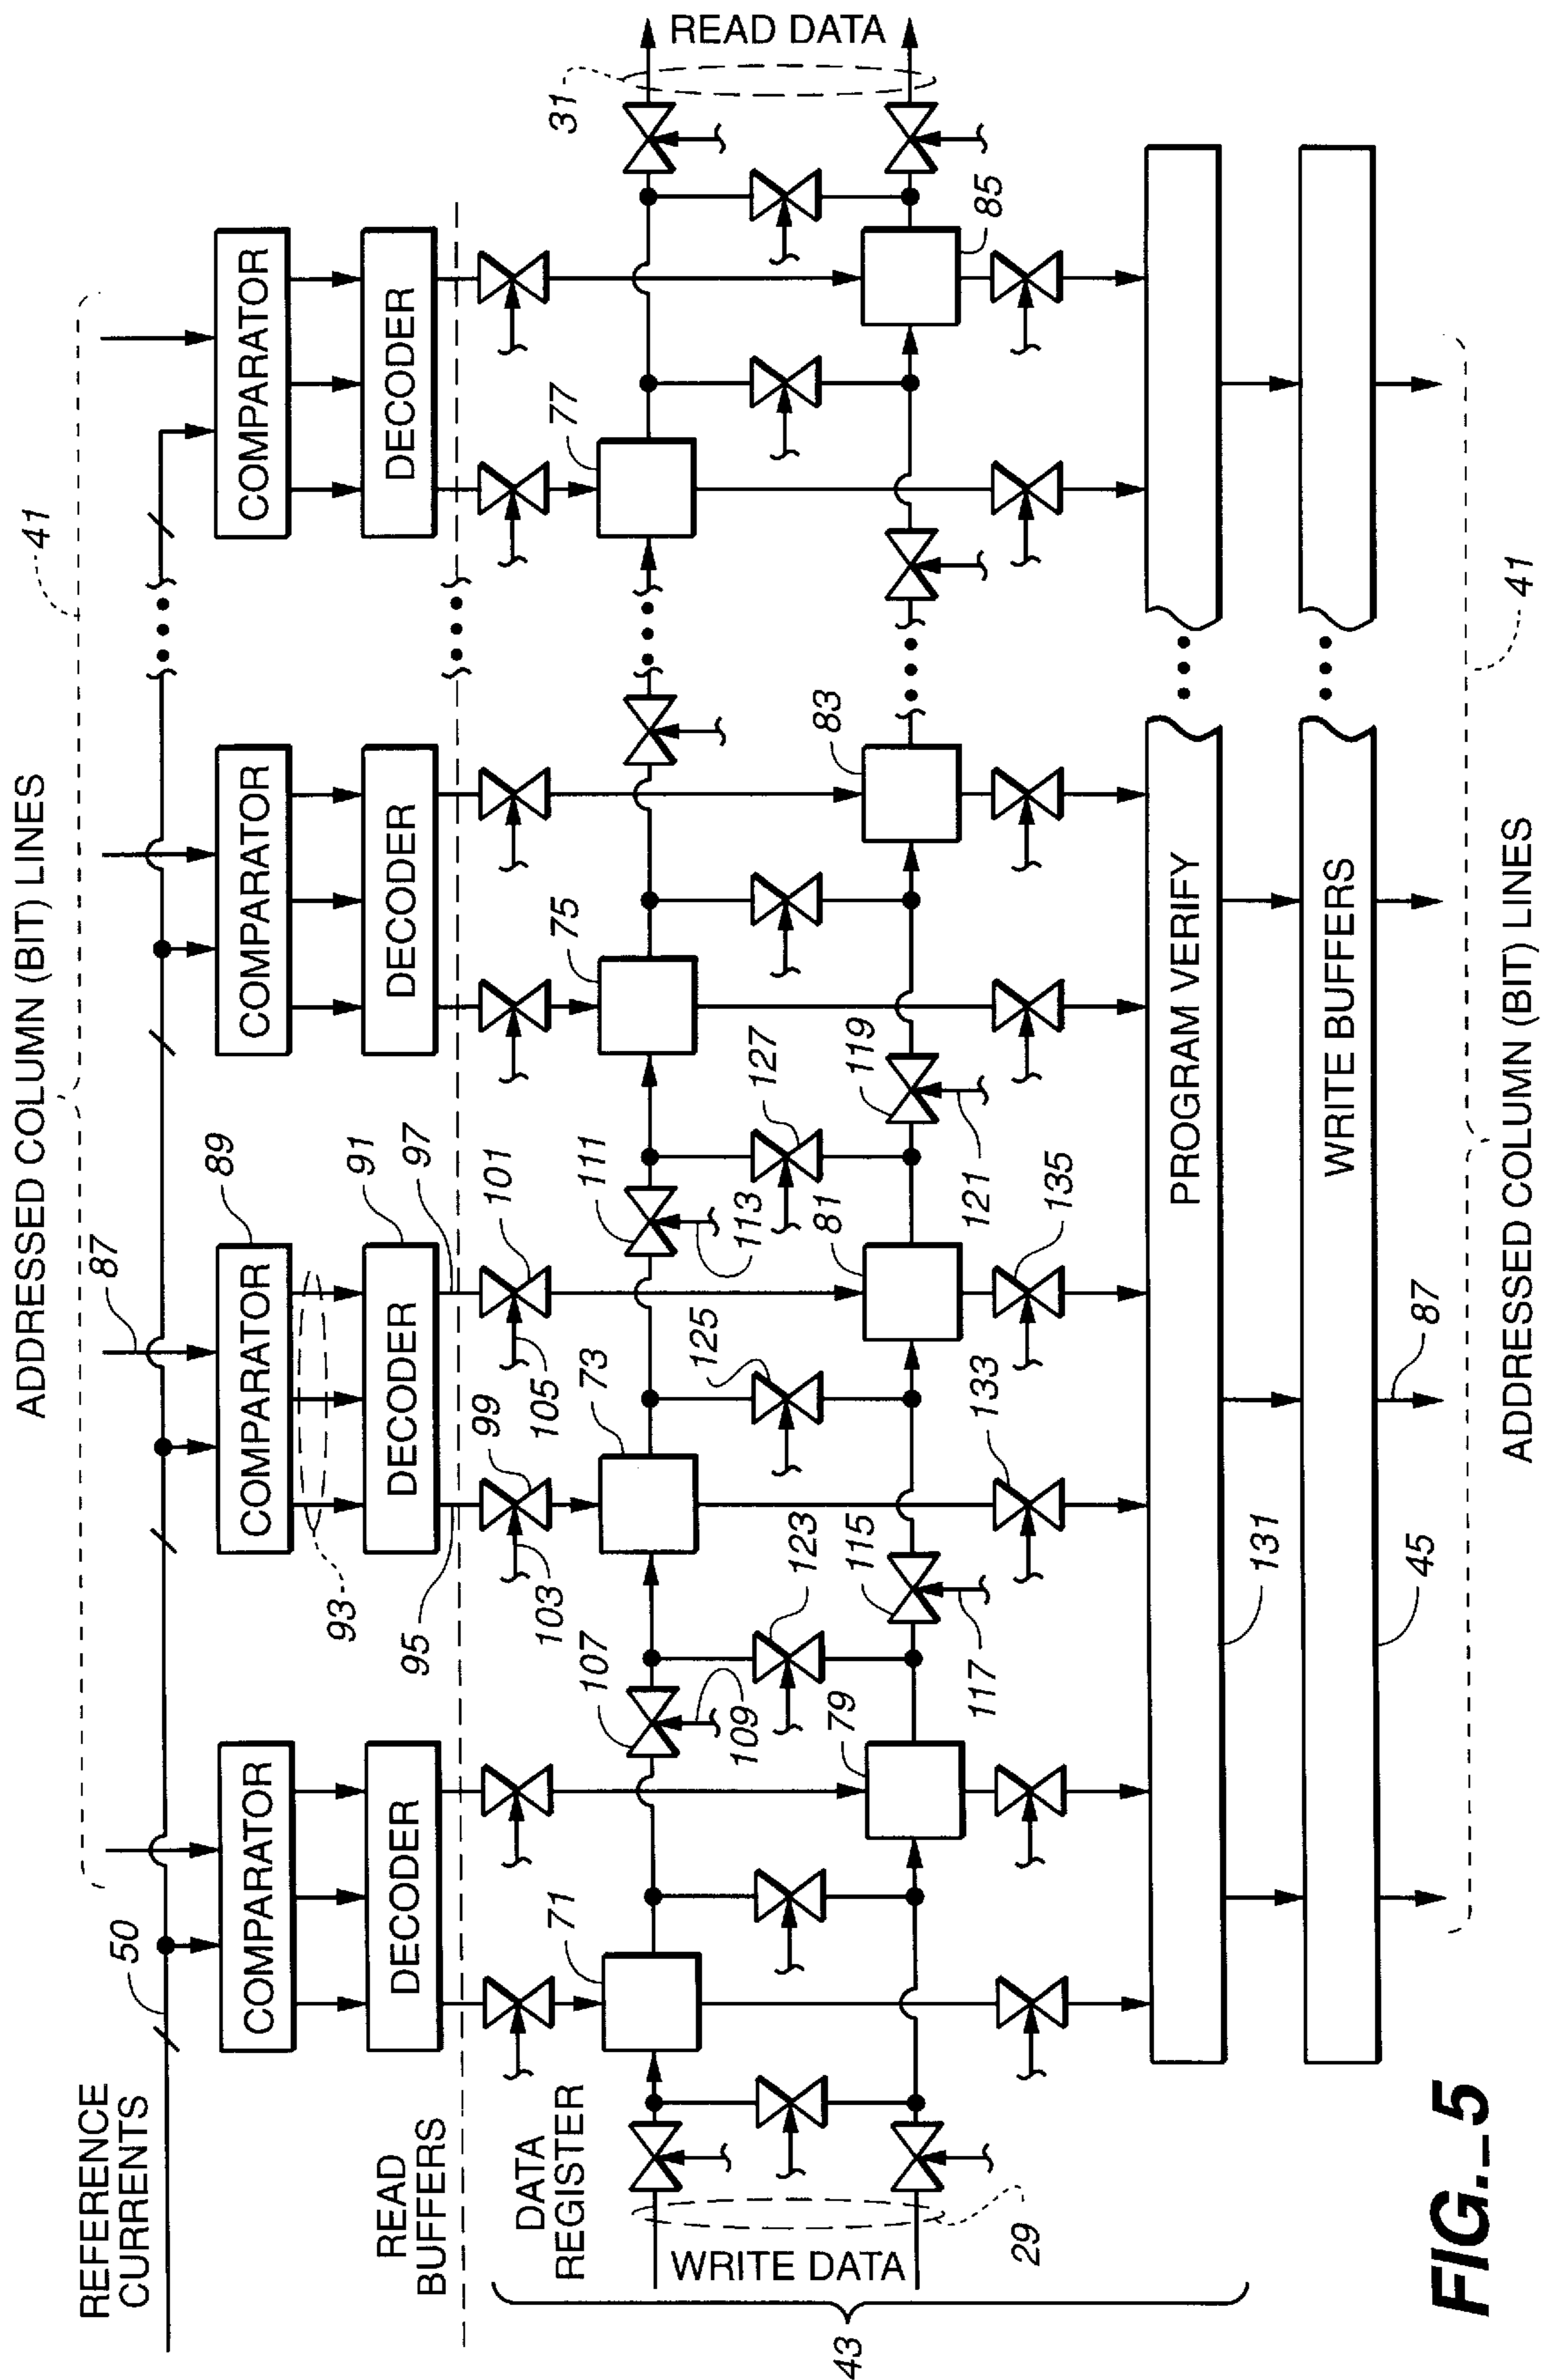 ADDRESSED COLUMN (BIT) LINES
41
REFERENCE
CURRENTS
50
87
89
COMPARATOR
COMPARATOR
COMPARATOR
COMPARATOR
93
91
DECODER
DECODER
DECODER
DECODER
READ
BUFFERS
95
97
DATA
REGISTER
103
99
105
101
71
107
109
73
111
113
75
77
31
WRITE DATA
READ DATA
29
123
125
127
79
115
117
81
119
121
83
85
133
135
43
PROGRAM VERIFY
131
WRITE BUFFERS
45
87
41
ADDRESSED COLUMN (BIT) LINES
FIG._5